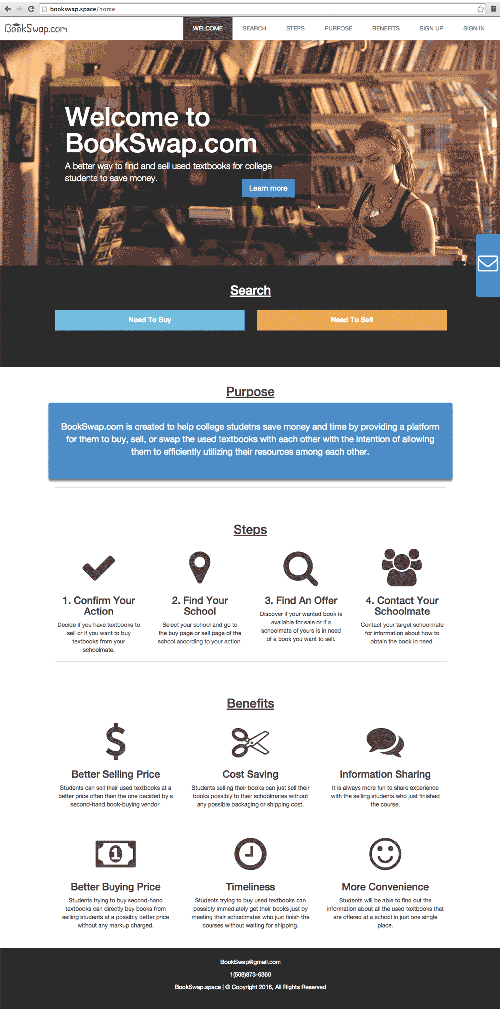 bookswap.space/home
BookSwap.com
WELCOME
SEARCH
STEPS
PURPOSE
BENEFITS
SIGN UP
SIGN IN
Welcome to
BookSwap.com
A better way to find and sell used textbooks for college
students to save money.
Learn more
Search
Need To Buy
Need To Sell
Purpose
BookSwap.com is created to help college studetns save money and time by providing a platform
for them to buy, sell, or swap the used textbooks with each other with the intention of allowing
them to efficiently utilizing their resources among each other.
Steps
1. Confirm Your
Action
Decide if you have textbooks to
sell or if you want to buy
textbooks from your
schoolmate.
2. Find Your
School
Select your school and go to
the buy page or sell page of the
school according to your action
3. Find An Offer
Discover if your wanted book is
available for sale or if a
schoolmate of yours is in need
of a book you want to sell.
4. Contact Your
Schoolmate
Contact your target schoolmate
for information about how to
obtain the book in need.
Benefits
Better Selling Price
Students can sell their used textbooks at a
better price often than the one decided by a
second-hand book-buying vendor.
Cost Saving
Students selling their books can just sell their
books possibly to their schoolmates without
any possible packaging or shipping cost.
Information Sharing
It is always more fun to share experience
with the selling students who just finished
the course.
1
Better Buying Price
Students trying to buy second-hand
textbooks can directly buy books from
selling students at a possibly better price
without any markup charged.
Timeliness
Students trying to buy used textbooks can
possibly immediately get their books just by
meeting their schoolmates who just finish the
courses without waiting for shipping.
More Convenience
Students will be able to find out the
information about all the used textbooks that
are offered at a school in just one single
place.
BookSwap@gmail.com
1(508)873-6360
BookSwap.space | © Copyright 2016, All Rights Reserved